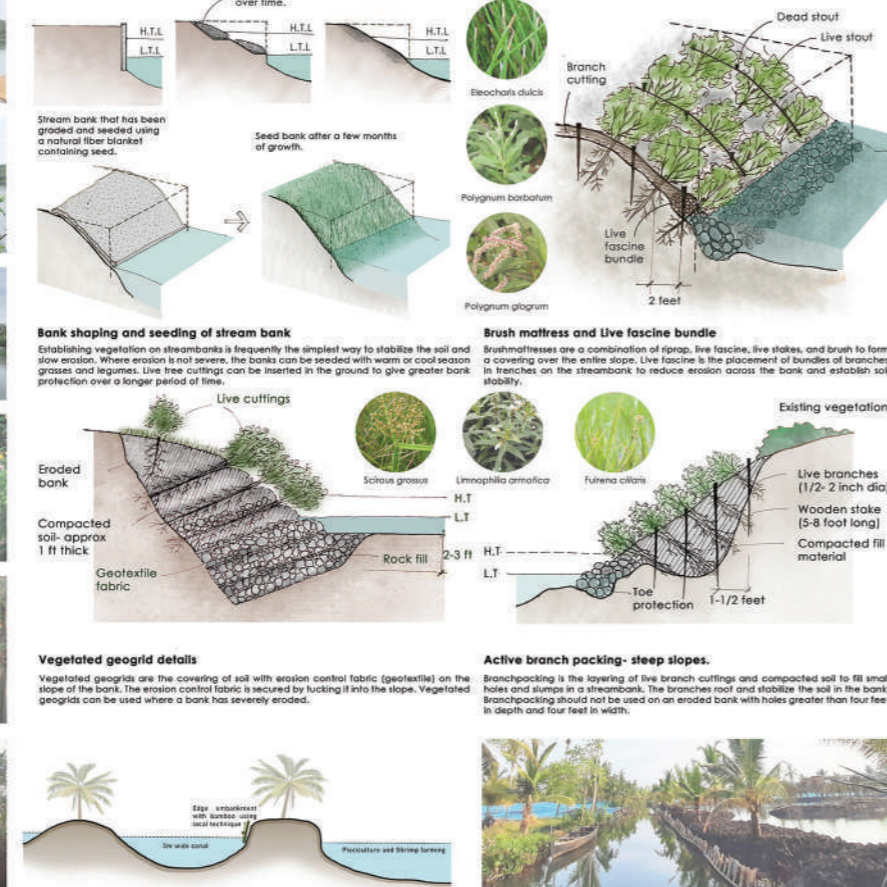 over time.
H.T.L
L.T.L
H.T.L
L.T.L
H.T.L
L.T.L
Stream bank that has been
graded and seeded using
a natural fiber blanket
containing seed.
Seed bank after a few months
of growth.
Eleocharis dulcis
Polygnum barbatum
Polygnum glogrum
Dead stout
Live stout
Branch
cutting
Live
fascine
bundle
2 feet
Bank shaping and seeding of stream bank
Establishing vegetation on streambanks is frequently the simplest way to stabilize the soil and
slow erosion. Where erosion is not severe, the banks can be seeded with warm or cool season
grasses and legumes. Live tree cuttings can be inserted in the ground to give greater bank
protection over a longer period of time.
Brush mattress and Live fascine bundle
Brushmattresses are a combination of riprap, live fascine, live stakes, and brush to form
a covering over the entire slope. Live fascine is the placement of bundles of branches
in trenches on the streambank to reduce erosion across the bank and establish soil
stability.
Live cuttings
Eroded
bank
Compacted
soil- approx
1 ft thick
Geotextile
fabric
Rock fill
2-3 ft
H.T
L.T
Scirous grossus
Limnophilia armotica
Fuirena ciliaris
Existing vegetation
Live branches
(1/2- 2 inch dia)
Wooden stake
(5-8 foot long)
Compacted fill
material
H.T
L.T
Toe
protection
1-1/2 feet
Vegetated geogrid details
Vegetated geogrids are the covering of soil with erosion control fabric (geotextile) on the
slope of the bank. The erosion control fabric is secured by tucking it into the slope. Vegetated
geogrids can be used where a bank has severely eroded.
Active branch packing- steep slopes.
Branchpacking is the layering of live branch cuttings and compacted soil to fill small
holes and slumps in a streambank. The branches root and stabilize the soil in the bank.
Branchpacking should not be used on an eroded bank with holes greater than four feet
in depth and four feet in width.
Edge embankment
with bamboo using
local technique
3m wide canal
Pisciculture and Shrimp farming